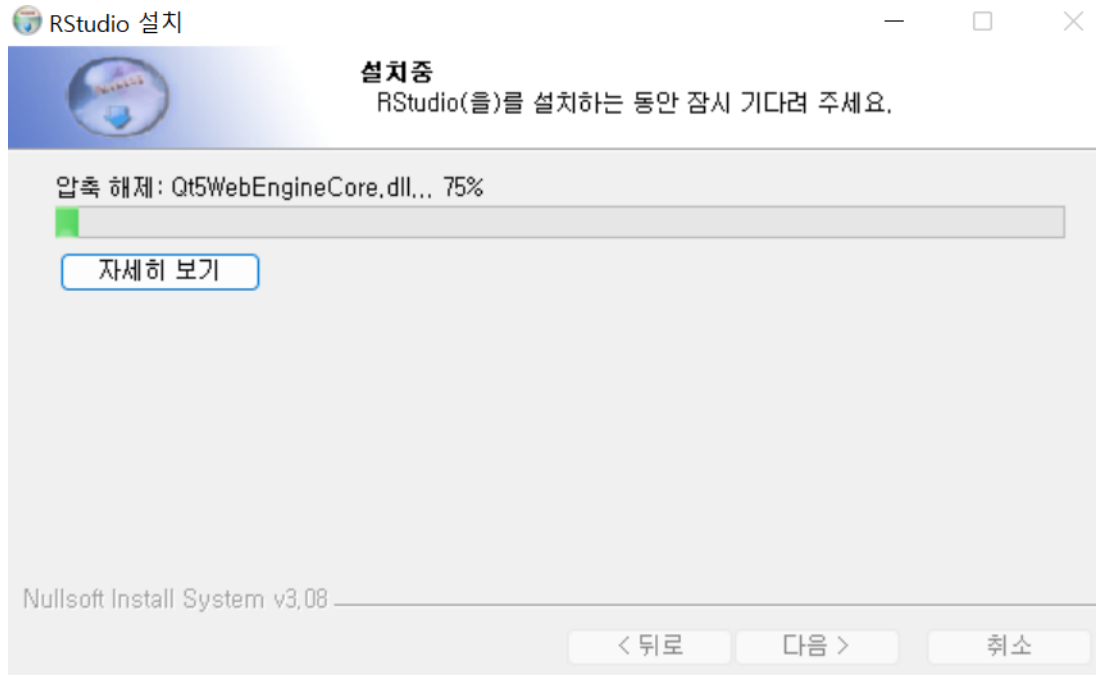 RStudio 설치
설치중
RStudio(을)를 설치하는 동안 잠시 기다려 주세요.
압축 해제: Qt5WebEngineCore.dll... 75%
자세히 보기
Nullsoft Install System v3.08
< 뒤로
다음 >
취소